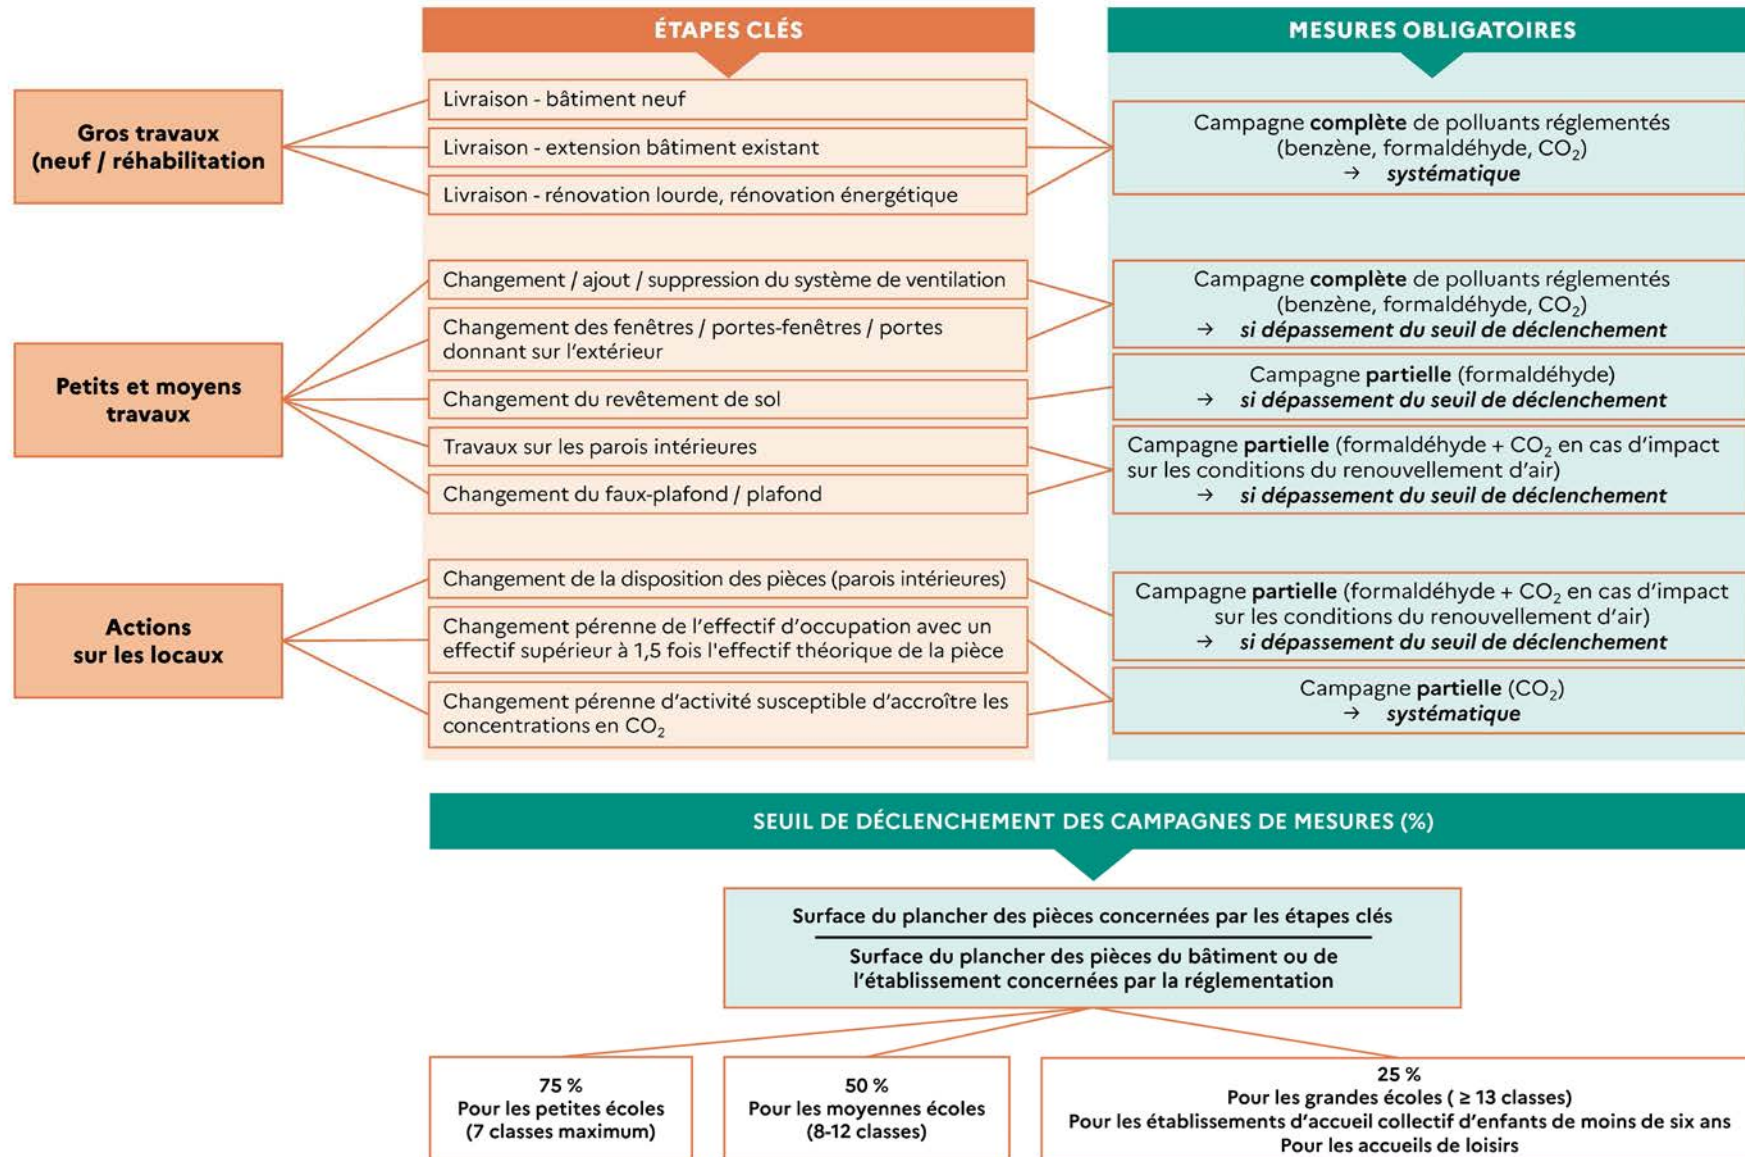 ÉTAPES CLÉS
MESURES OBLIGATOIRES
Gros travaux
(neuf / réhabilitation
Livraison - bâtiment neuf
Livraison - extension bâtiment existant
Livraison - rénovation lourde, rénovation énergétique
Campagne complète de polluants réglementés
(benzène, formaldéhyde, CO₂)
→ systématique
Petits et moyens
travaux
Changement / ajout / suppression du système de ventilation
Changement des fenêtres / portes-fenêtres / portes
donnant sur l'extérieur
Changement du revêtement de sol
Travaux sur les parois intérieures
Changement du faux-plafond / plafond
Campagne complète de polluants réglementés
(benzène, formaldéhyde, CO₂)
→ si dépassement du seuil de déclenchement
Campagne partielle (formaldéhyde)
→ si dépassement du seuil de déclenchement
Campagne partielle (formaldéhyde + CO₂ en cas d'impact
sur les conditions du renouvellement d'air)
→ si dépassement du seuil de déclenchement
Actions
sur les locaux
Changement de la disposition des pièces (parois intérieures)
Changement pérenne de l'effectif d'occupation avec un
effectif supérieur à 1,5 fois l'effectif théorique de la pièce
Changement pérenne d'activité susceptible d'accroître les
concentrations en CO₂
Campagne partielle (formaldéhyde + CO₂ en cas d'impact
sur les conditions du renouvellement d'air)
→ si dépassement du seuil de déclenchement
Campagne partielle (CO₂)
→ systématique
SEUIL DE DÉCLENCHEMENT DES CAMPAGNES DE MESURES (%)
Surface du plancher des pièces concernées par les étapes clés
Surface du plancher des pièces du bâtiment ou de
l'établissement concernées par la réglementation
75 %
Pour les petites écoles
(7 classes maximum)
50 %
Pour les moyennes écoles
(8-12 classes)
25 %
Pour les grandes écoles ( ≥ 13 classes)
Pour les établissements d'accueil collectif d'enfants de moins de six ans
Pour les accueils de loisirs